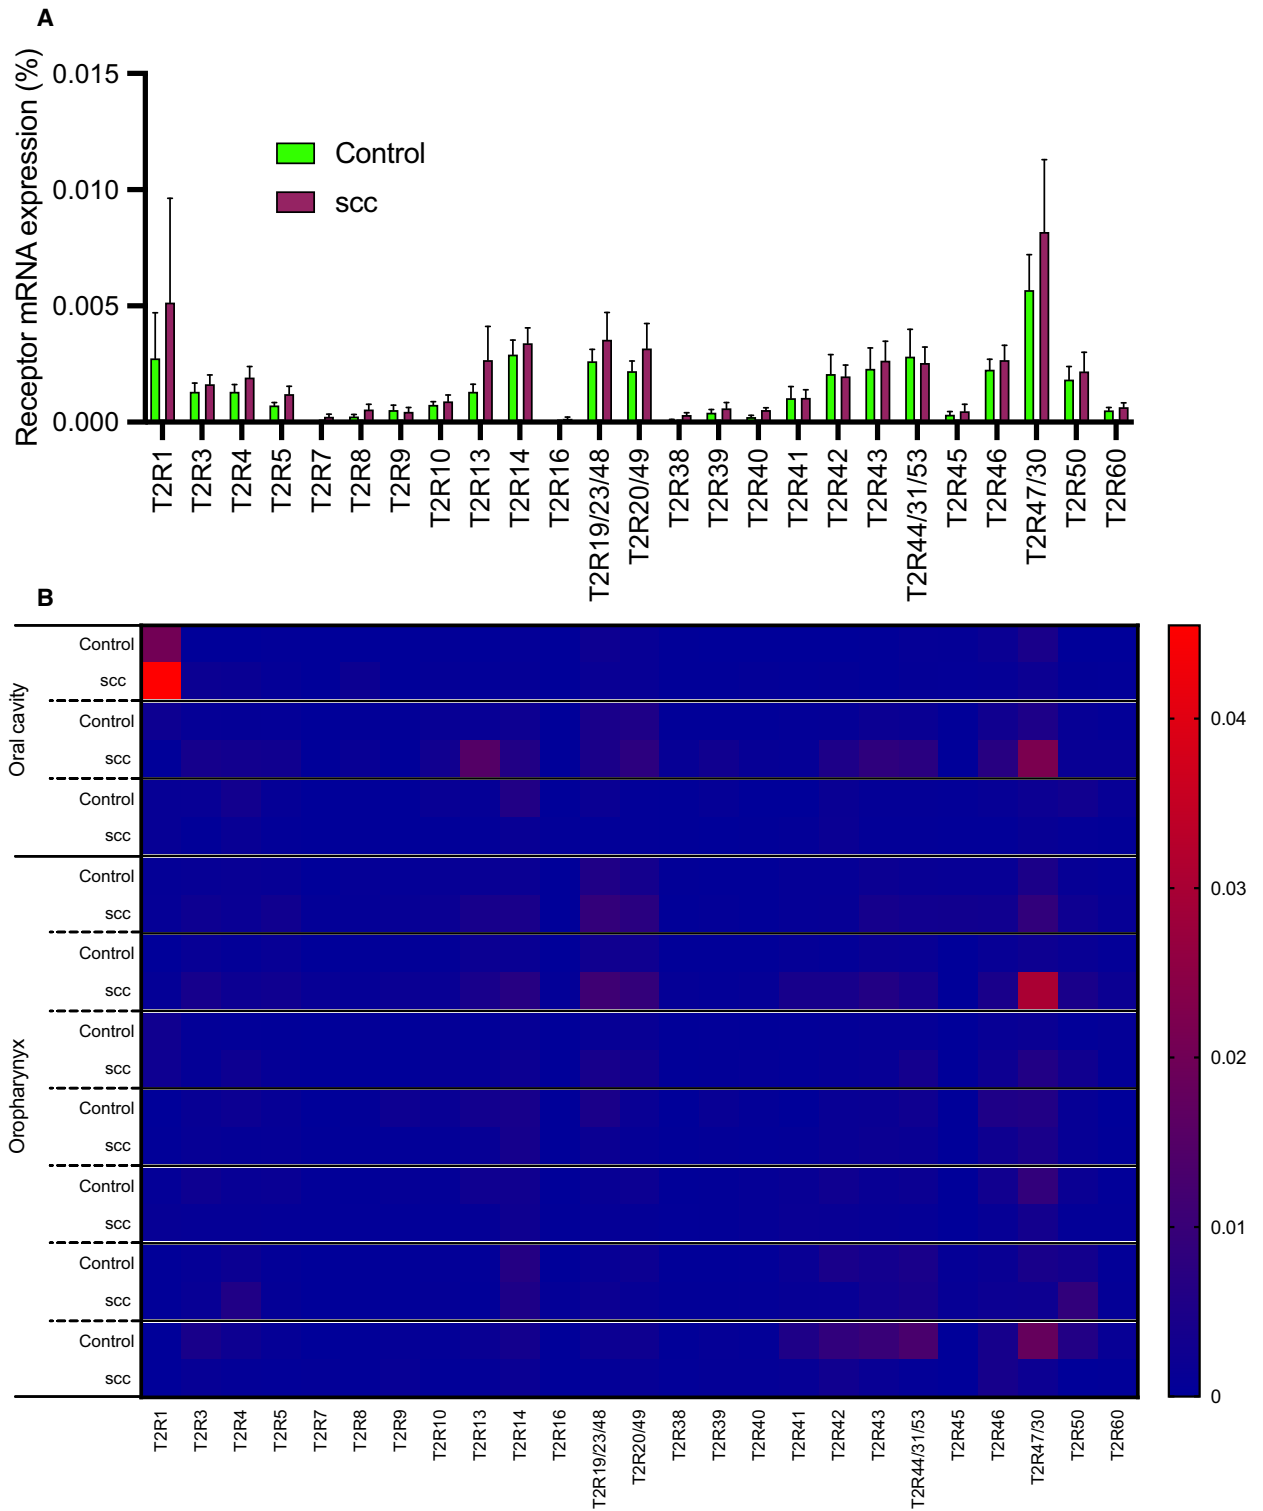 A
Receptor mRNA expression (%)
0.015
0.010
0.005
0.000
Control
scc
T2R1
T2R3
T2R4
T2R5
T2R7
T2R8
T2R9
T2R10
T2R13
T2R14
T2R16
T2R19/23/48
T2R20/49
T2R38
T2R39
T2R40
T2R41
T2R42
T2R43
T2R44/31/53
T2R45
T2R46
T2R47/30
T2R50
T2R60
B
Oral cavity
Control
scc
Control
scc
Control
scc
Oropharynyx
Control
scc
Control
scc
Control
scc
Control
scc
Control
scc
Control
scc
Control
scc
0.04
0.03
0.02
0.01
0
T2R1
T2R3
T2R4
T2R5
T2R7
T2R8
T2R9
T2R10
T2R13
T2R14
T2R16
T2R19/23/48
T2R20/49
T2R38
T2R39
T2R40
T2R41
T2R42
T2R43
T2R44/31/53
T2R45
T2R46
T2R47/30
T2R50
T2R60